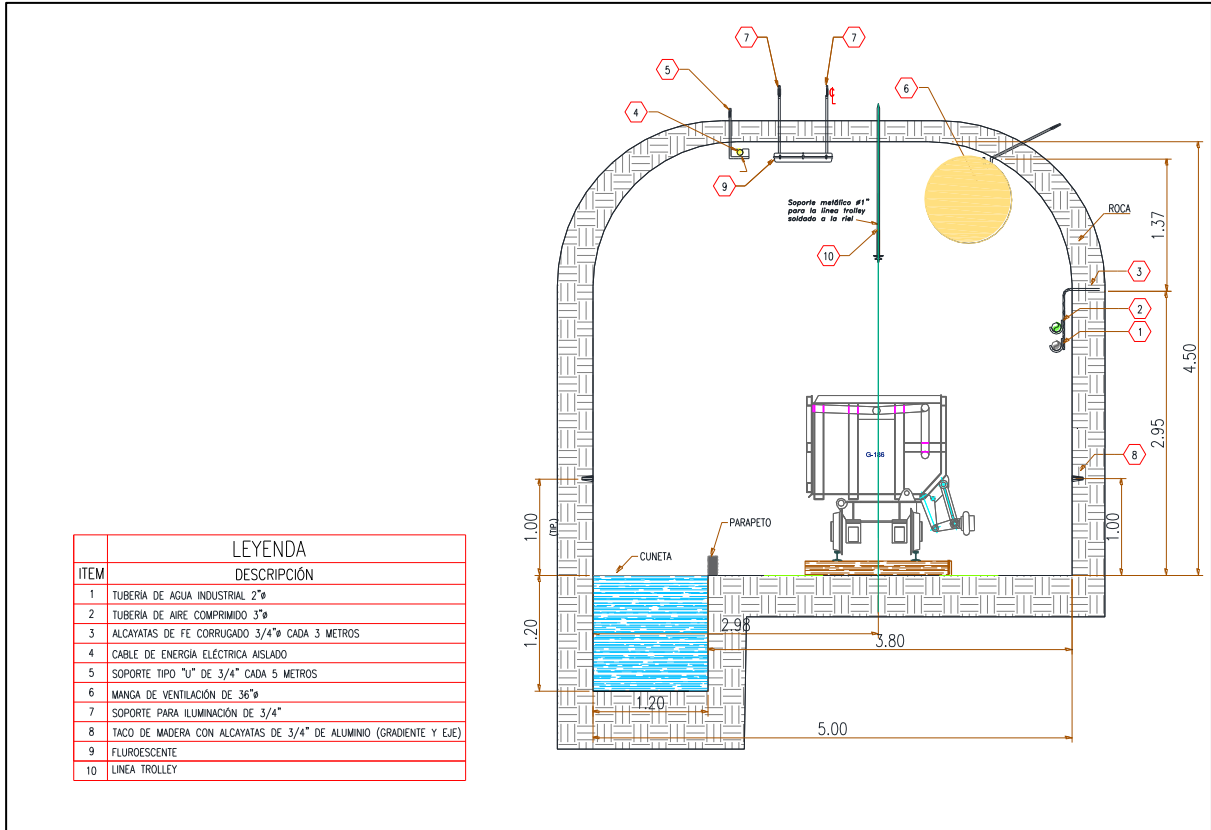 7
7
5
6
4
9
℄
Soporte metálico ø1"
para la línea trolley
soldado a la riel
10
ROCA
1.37
3
2
1
4.50
2.95
G-186
8
1.00
(TIP.)
1.00
PARAPETO
CUNETA
1.20
2.98
3.80
1.20
5.00
LEYENDA
ITEM DESCRIPCIÓN
1 TUBERÍA DE AGUA INDUSTRIAL 2"ø
2 TUBERÍA DE AIRE COMPRIMIDO 3"ø
3 ALCAYATAS DE FE CORRUGADO 3/4"ø CADA 3 METROS
4 CABLE DE ENERGÍA ELÉCTRICA AISLADO
5 SOPORTE TIPO "U" DE 3/4" CADA 5 METROS
6 MANGA DE VENTILACIÓN DE 36"ø
7 SOPORTE PARA ILUMINACIÓN DE 3/4"
8 TACO DE MADERA CON ALCAYATAS DE 3/4" DE ALUMINIO (GRADIENTE Y EJE)
9 FLUROESCENTE
10 LINEA TROLLEY